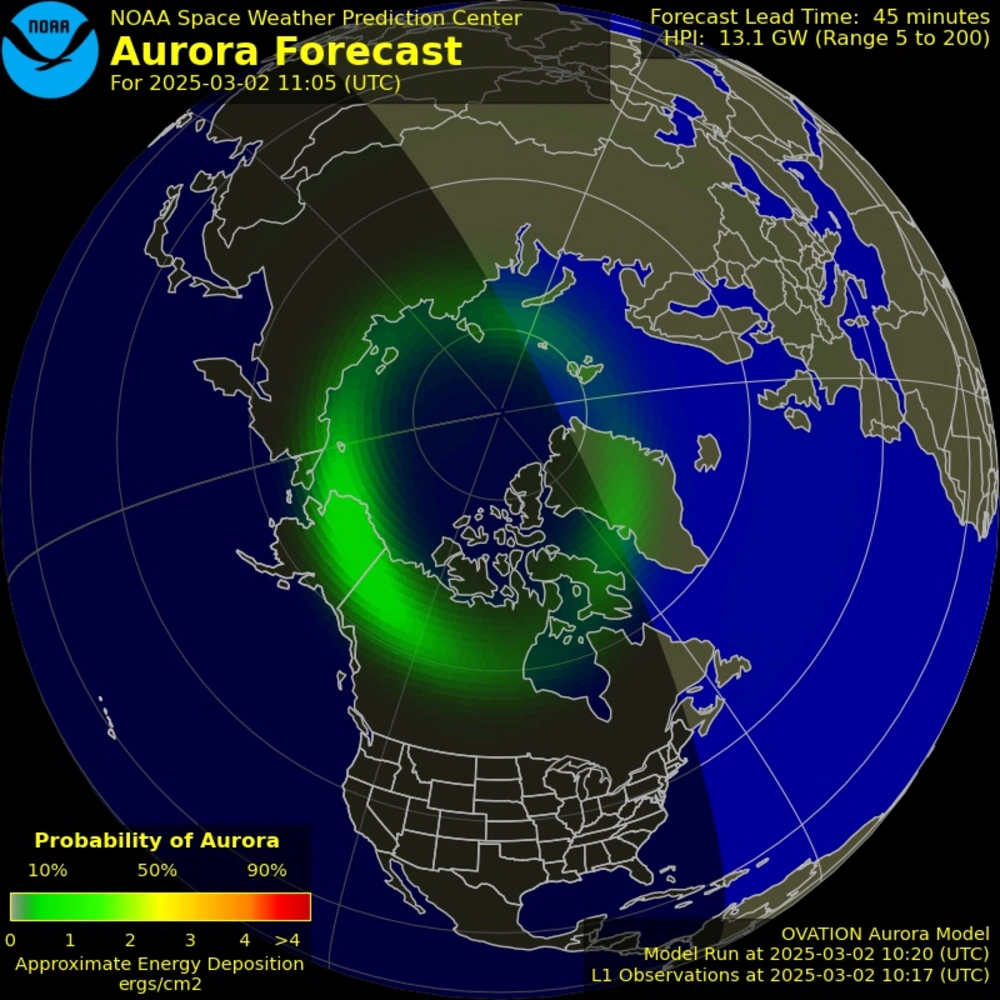 NOAA
NOAA Space Weather Prediction Center
Aurora Forecast
For 2025-03-02 11:05 (UTC)
Forecast Lead Time: 45 minutes
HPI: 13.1 GW (Range 5 to 200)
Probability of Aurora
10% 50% 90%
0 1 2 3 4 >4
Approximate Energy Deposition
ergs/cm2
OVATION Aurora Model
Model Run at 2025-03-02 10:20 (UTC)
L1 Observations at 2025-03-02 10:17 (UTC)